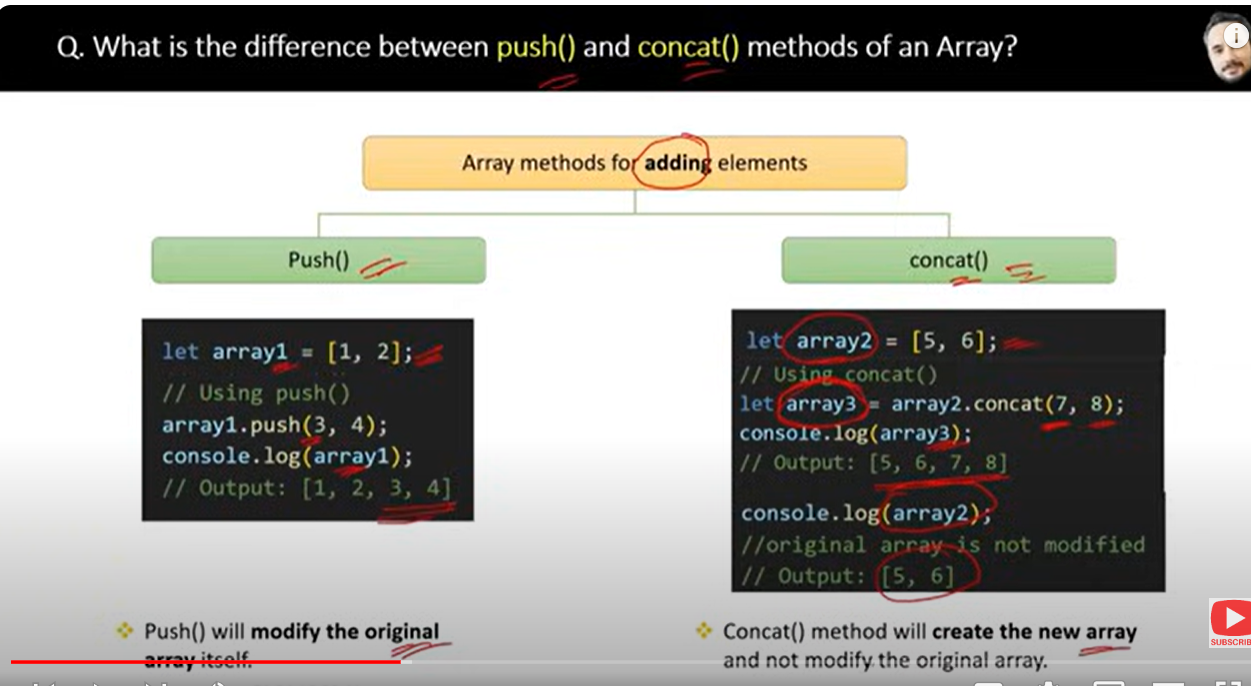 Q. What is the difference between push() and concat() methods of an Array?
Array methods for adding elements
Push()
let array1 = [1, 2];
// Using push()
array1.push(3, 4);
console.log(array1);
// Output: [1, 2, 3, 4]
Push() will modify the original
array itself.
concat()
let array2 = [5, 6];
// Using concat()
let array3 = array2.concat(7, 8);
console.log(array3);
// Output: [5, 6, 7, 8]
console.log(array2);
//original array is not modified
// Output: [5, 6]
Concat() method will create the new array
and not modify the original array.
SUBSCRIB